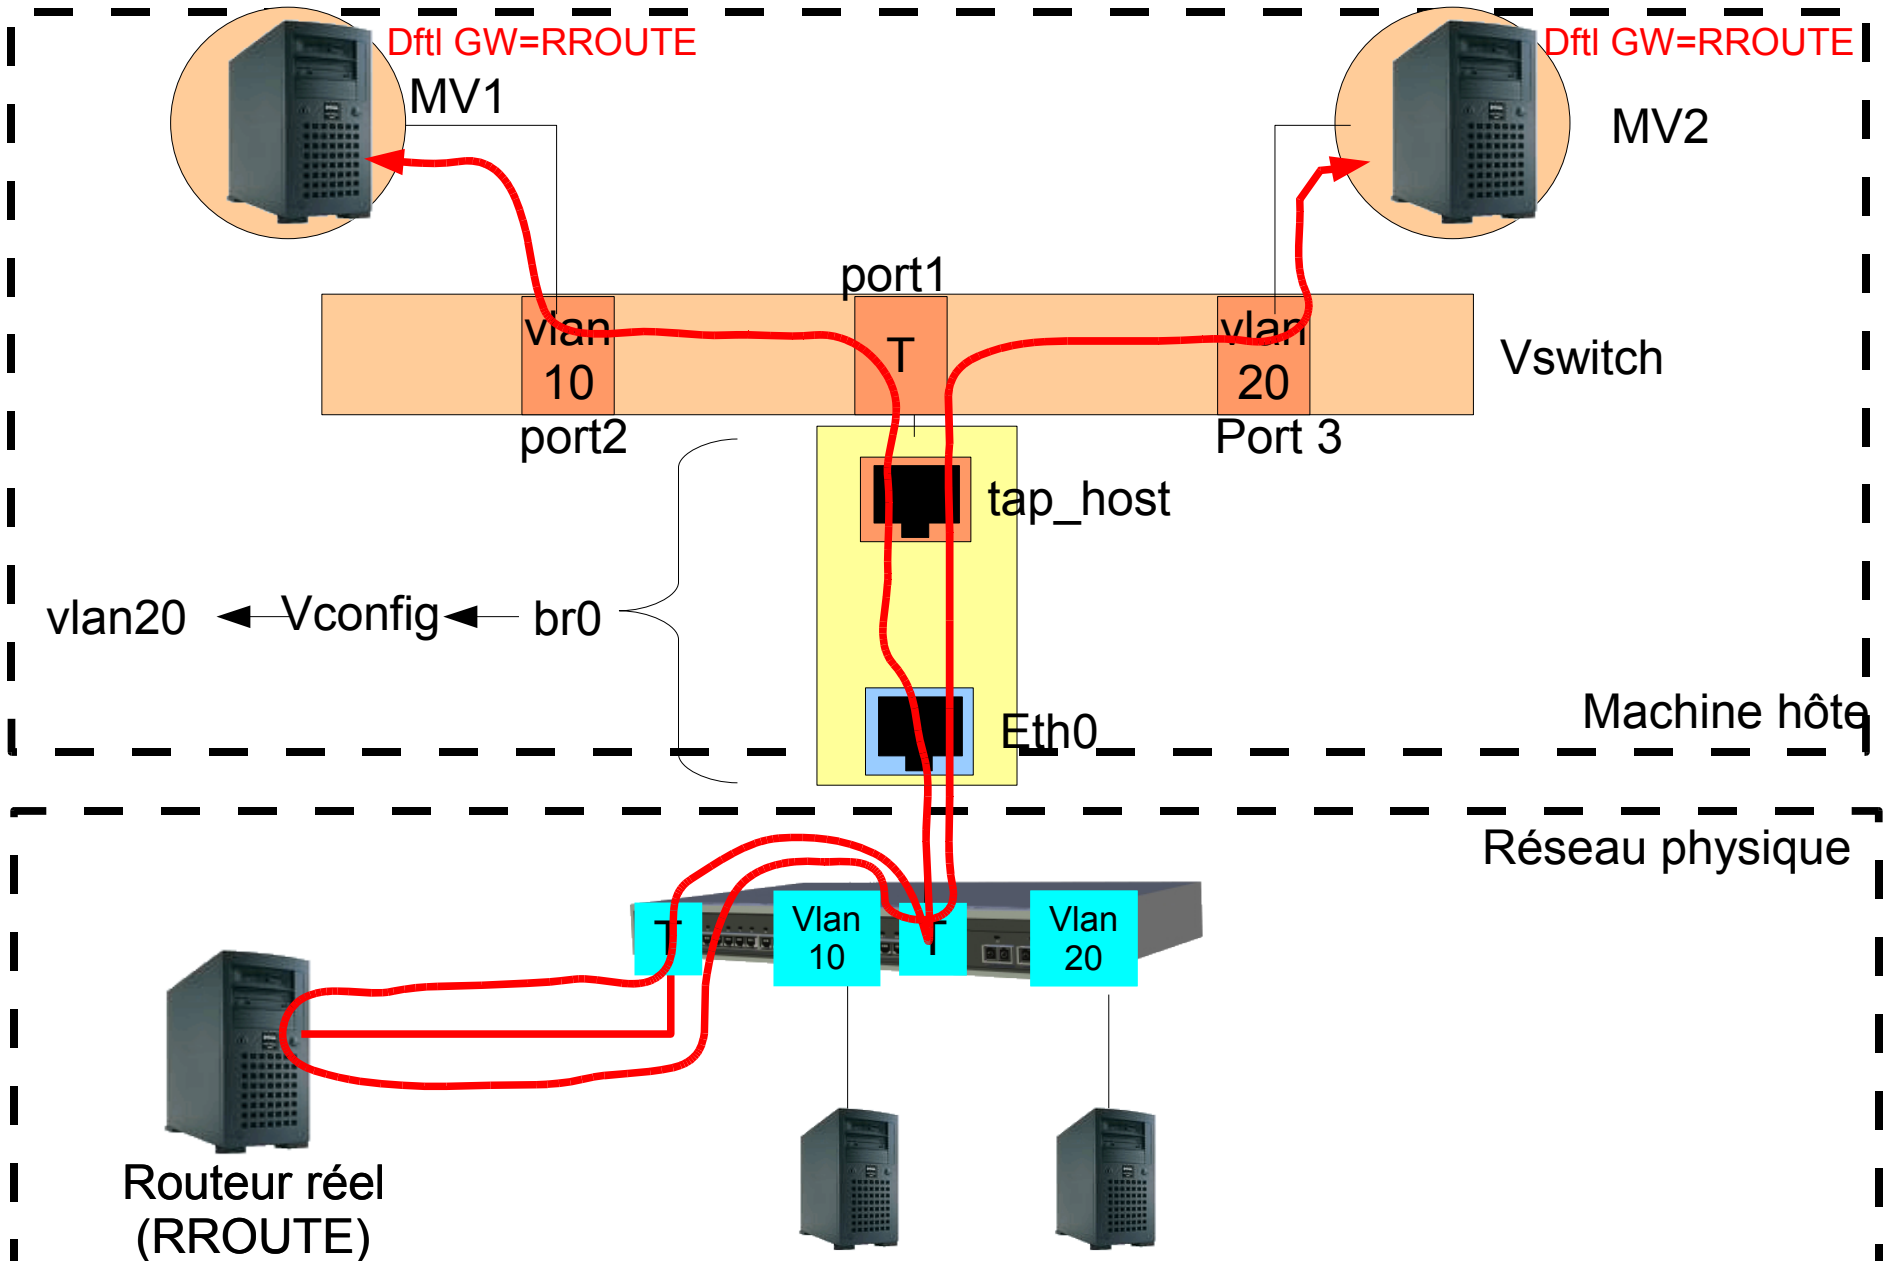 Dftl GW=RROUTE
Dftl GW=RROUTE
MV1
MV2
port1
vlan
10
T
vlan
20
Vswitch
port2
Port 3
tap_host
vlan20
Vconfig
br0
Machine hôte
Eth0
Réseau physique
T
Vlan
10
T
Vlan
20
Routeur réel
(RROUTE)